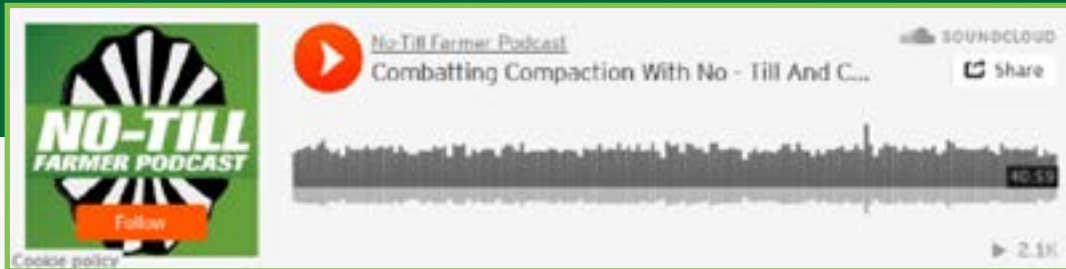 NO-TILL
FARMER PODCAST
Follow
Cookie policy
No-Till Farmer Podcast
Combatting Compaction With No - Till And C...
SOUNDCLOUD
Share
40:59
2.1K